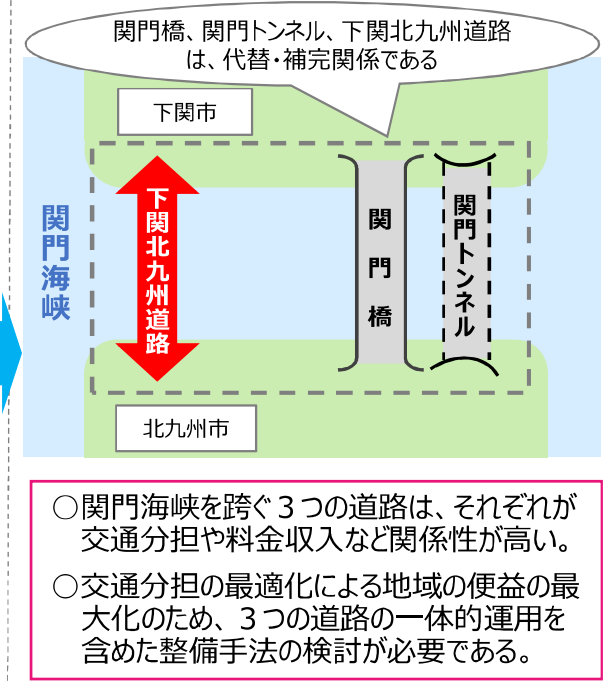 関門橋、関門トンネル、下関北九州道路
は、代替・補完関係である
下関市
関門海峡
下関北九州道路
関門橋
関門トンネル
北九州市
○関門海峡を跨ぐ３つの道路は、それぞれが
交通分担や料金収入など関係性が高い。
○交通分担の最適化による地域の便益の最
大化のため、３つの道路の一体的運用を
含めた整備手法の検討が必要である。